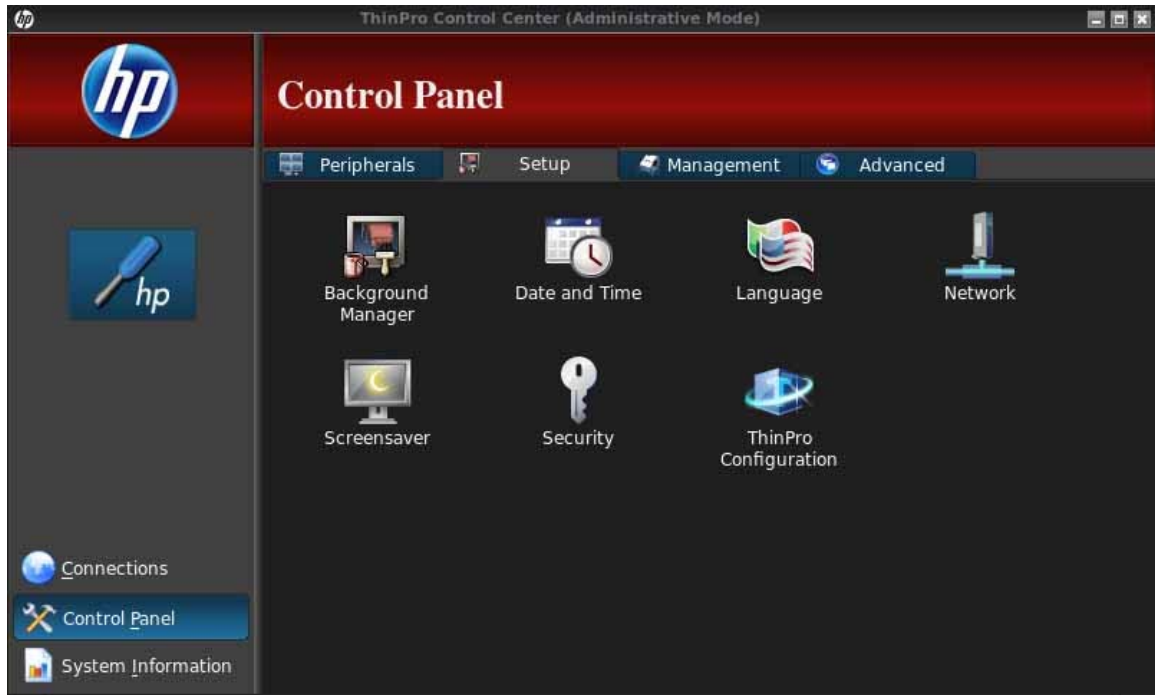 ThinPro Control Center (Administrative Mode)
hp
Control Panel
Peripherals
Setup
Management
Advanced
hp
Background
Manager
Date and Time
Language
Network
Screensaver
Security
ThinPro
Configuration
Connections
Control Panel
System Information